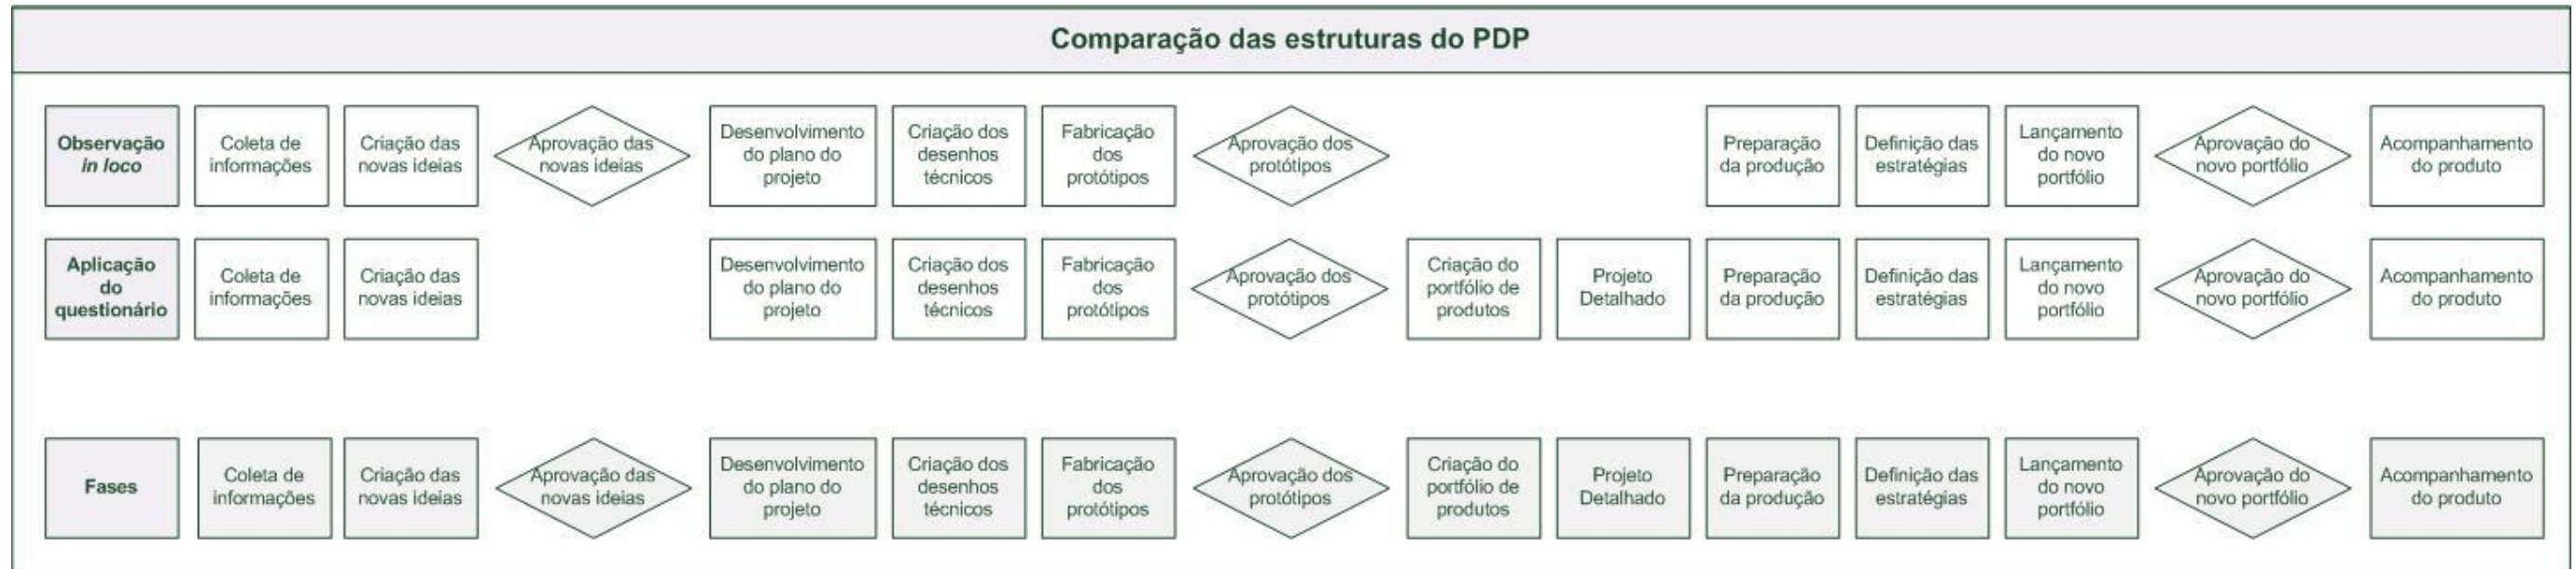 Comparação das estruturas do PDP
Observação
in loco
Coleta de
informações
Criação das
novas ideias
Aprovação das
novas ideias
Desenvolvimento
do plano do
projeto
Criação dos
desenhos
técnicos
Fabricação
dos
protótipos
Aprovação dos
protótipos
Preparação
da produção
Definição das
estratégias
Lançamento
do novo
portfólio
Aprovação do
novo portfólio
Acompanhamento
do produto
Aplicação
do
questionário
Coleta de
informações
Criação das
novas ideias
Desenvolvimento
do plano do
projeto
Criação dos
desenhos
técnicos
Fabricação
dos
protótipos
Aprovação dos
protótipos
Criação do
portfólio de
produtos
Projeto
Detalhado
Preparação
da produção
Definição das
estratégias
Lançamento
do novo
portfólio
Aprovação do
novo portfólio
Acompanhamento
do produto
Fases
Coleta de
informações
Criação das
novas ideias
Aprovação das
novas ideias
Desenvolvimento
do plano do
projeto
Criação dos
desenhos
técnicos
Fabricação
dos
protótipos
Aprovação dos
protótipos
Criação do
portfólio de
produtos
Projeto
Detalhado
Preparação
da produção
Definição das
estratégias
Lançamento
do novo
portfólio
Aprovação do
novo portfólio
Acompanhamento
do produto